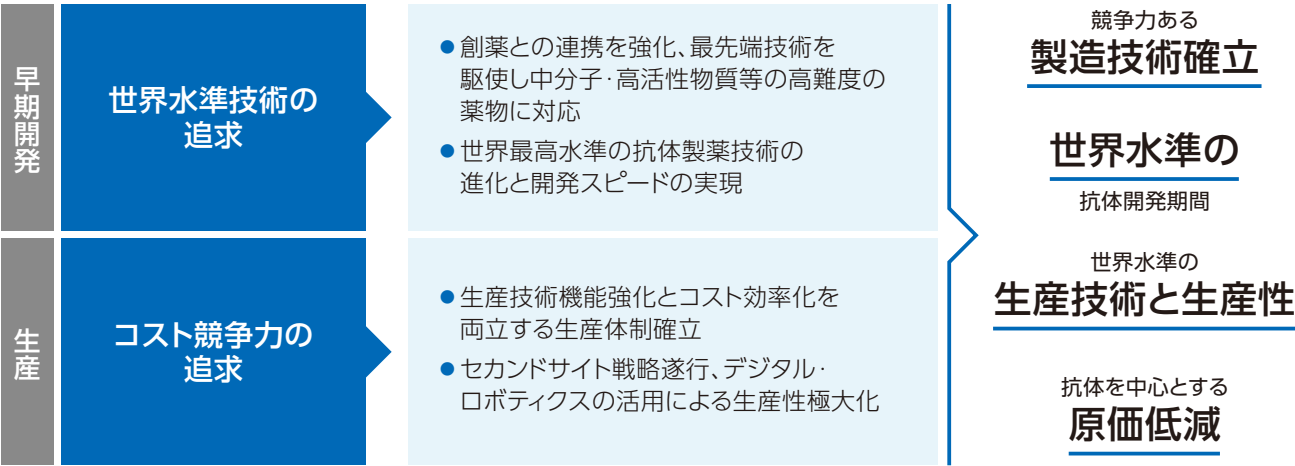 早期開発
世界水準技術の
追求
●創薬との連携を強化、最先端技術を
駆使し中分子・高活性物質等の高難度の
薬物に対応
●世界最高水準の抗体製薬技術の
進化と開発スピードの実現
生産
コスト競争力の
追求
●生産技術機能強化とコスト効率化を
両立する生産体制確立
●セカンドサイト戦略遂行、デジタル・
ロボティクスの活用による生産性極大化
競争力ある
製造技術確立
世界水準の
抗体開発期間
世界水準の
生産技術と生産性
抗体を中心とする
原価低減